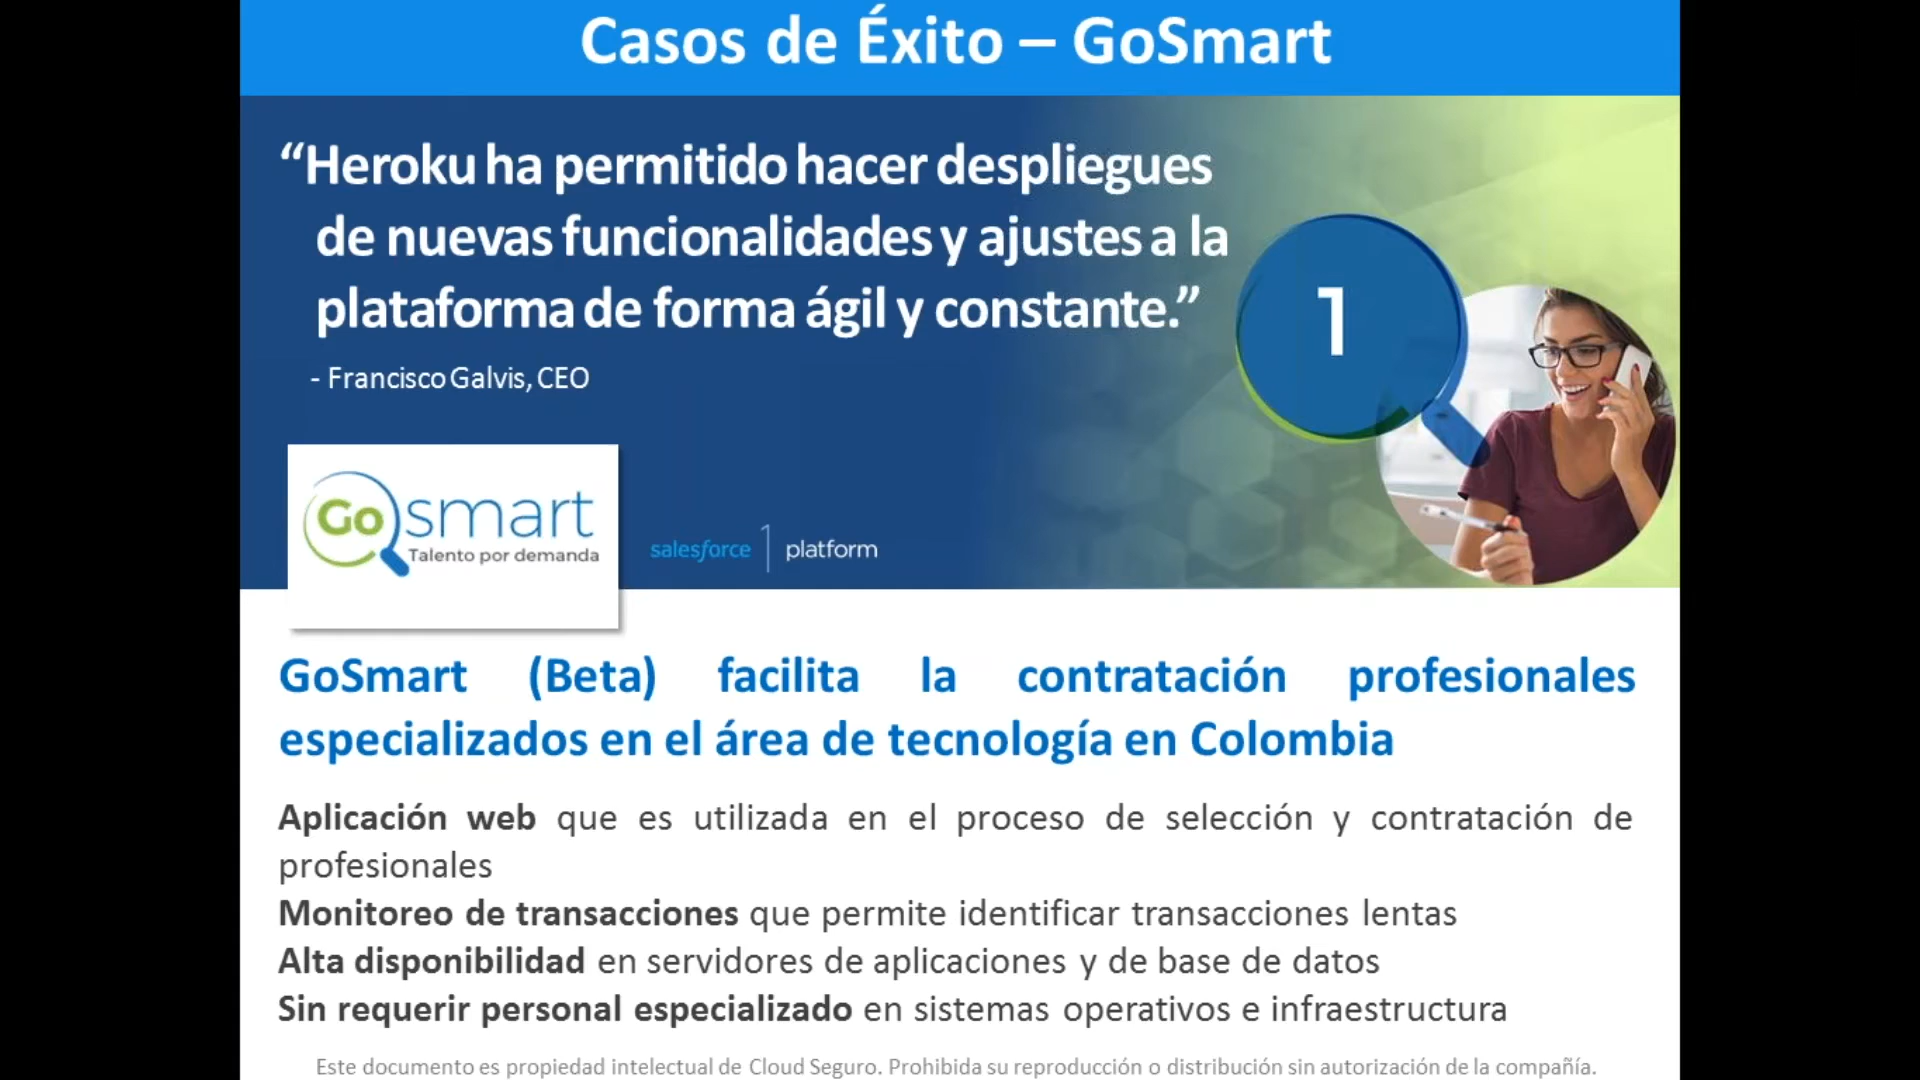 Casos de Éxito – GoSmart
“Heroku ha permitido hacer despliegues
de nuevas funcionalidades y ajustes a la
plataforma de forma ágil y constante.”
- Francisco Galvis, CEO
1
Go smart
Talento por demanda
salesforce 1 platform
GoSmart (Beta) facilita la contratación profesionales
especializados en el área de tecnología en Colombia
Aplicación web que es utilizada en el proceso de selección y contratación de
profesionales
Monitoreo de transacciones que permite identificar transacciones lentas
Alta disponibilidad en servidores de aplicaciones y de base de datos
Sin requerir personal especializado en sistemas operativos e infraestructura
Este documento es propiedad intelectual de Cloud Seguro. Prohibida su reproducción o distribución sin autorización de la compañía.